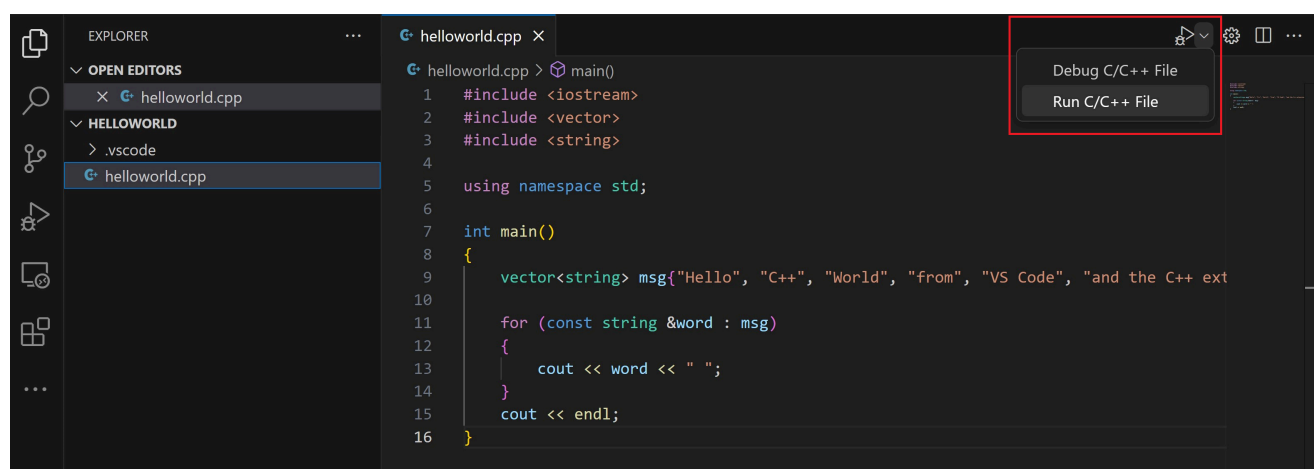 EXPLORER
OPEN EDITORS
helloworld.cpp
HELLOWORLD
.vscode
helloworld.cpp
helloworld.cpp
helloworld.cpp > main()
Debug C/C++ File
Run C/C++ File
1 #include <iostream>
2 #include <vector>
3 #include <string>
4
5 using namespace std;
6
7 int main()
8 {
9 vector<string> msg{"Hello", "C++", "World", "from", "VS Code", "and the C++ ext
10
11 for (const string &word : msg)
12 {
13 cout << word << " ";
14 }
15 cout << endl;
16 }